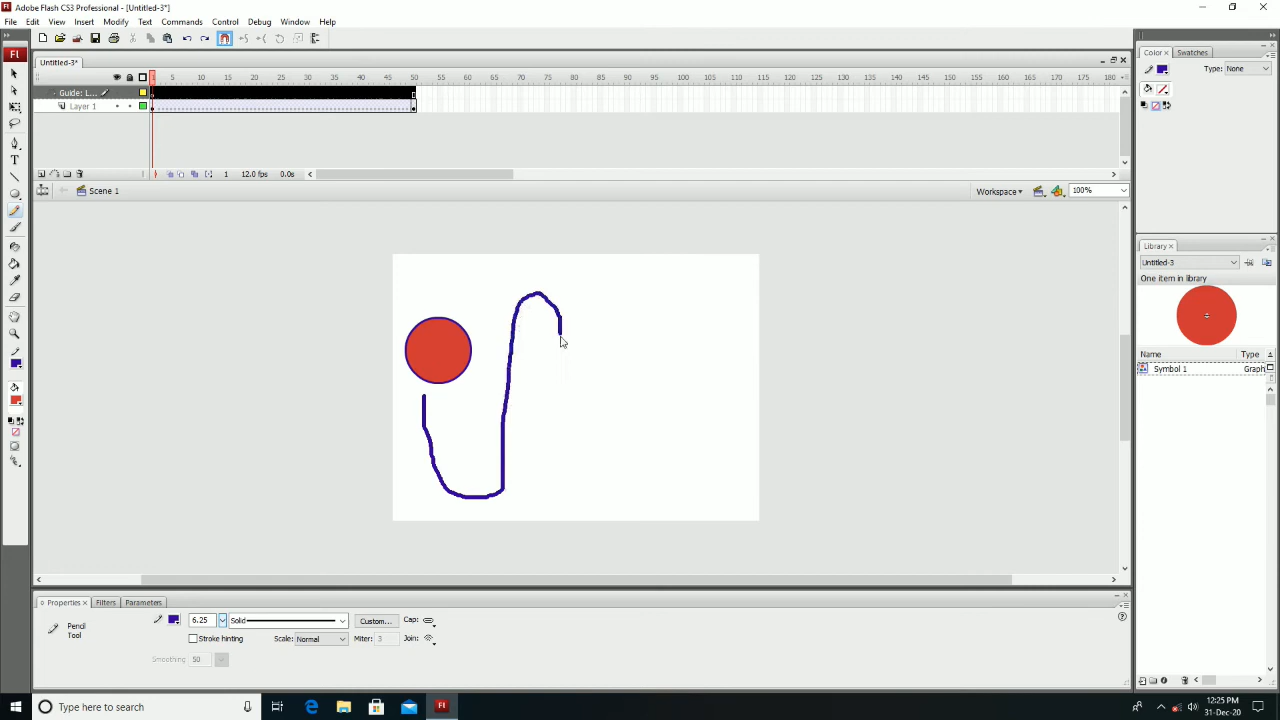 Fl Adobe Flash CS3 Professional - [Untitled-3*]
File Edit View Insert Modify Text Commands Control Debug Window Help
Untitled-3*
1 5 10 15 20 25 30 35 40 45 50 55 60 65 70 75 80 85 90 95 100 105 110 115 120 125 130 135 140 145 150 155 160 165 170 175 180
Guide: L...
Layer 1
1 12.0 fps 0.0s
Scene 1
Workspace
100%
Fl
T
Color Swatches
Type: None
Library
Untitled-3
One item in library
Name Type
Symbol 1 Graph
Properties Filters Parameters
Pencil
Tool
6.25 Solid Custom... Cap:
Stroke hinting Scale: Normal Miter: 3 Join:
Smoothing: 50
Type here to search
12:25 PM
31-Dec-20